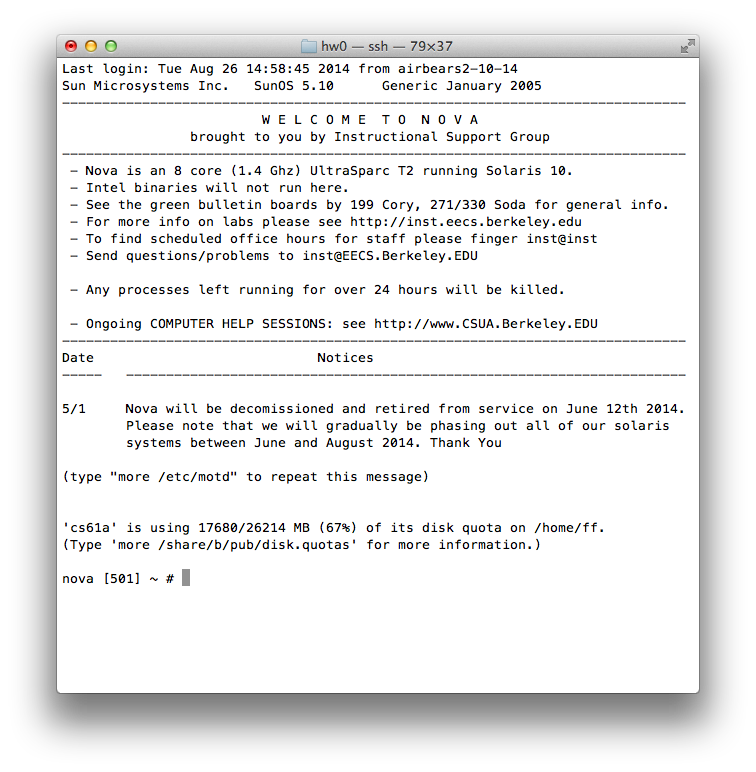 hw0 — ssh — 79×37
Last login: Tue Aug 26 14:58:45 2014 from airbears2-10-14
Sun Microsystems Inc.   SunOS 5.10      Generic January 2005
-------------------------------------------------------------------------------
W E L C O M E  T O  N O V A
brought to you by Instructional Support Group
-------------------------------------------------------------------------------
- Nova is an 8 core (1.4 Ghz) UltraSparc T2 running Solaris 10.
- Intel binaries will not run here.
- See the green bulletin boards by 199 Cory, 271/330 Soda for general info.
- For more info on labs please see http://inst.eecs.berkeley.edu
- To find scheduled office hours for staff please finger inst@inst
- Send questions/problems to inst@EECS.Berkeley.EDU
- Any processes left running for over 24 hours will be killed.
- Ongoing COMPUTER HELP SESSIONS: see http://www.CSUA.Berkeley.EDU
-------------------------------------------------------------------------------
Date                            Notices
-----   ----------------------------------------------------------------------
5/1     Nova will be decomissioned and retired from service on June 12th 2014.
Please note that we will gradually be phasing out all of our solaris
systems between June and August 2014. Thank You
(type "more /etc/motd" to repeat this message)
'cs61a' is using 17680/26214 MB (67%) of its disk quota on /home/ff.
(Type 'more /share/b/pub/disk.quotas' for more information.)
nova [501] ~ #